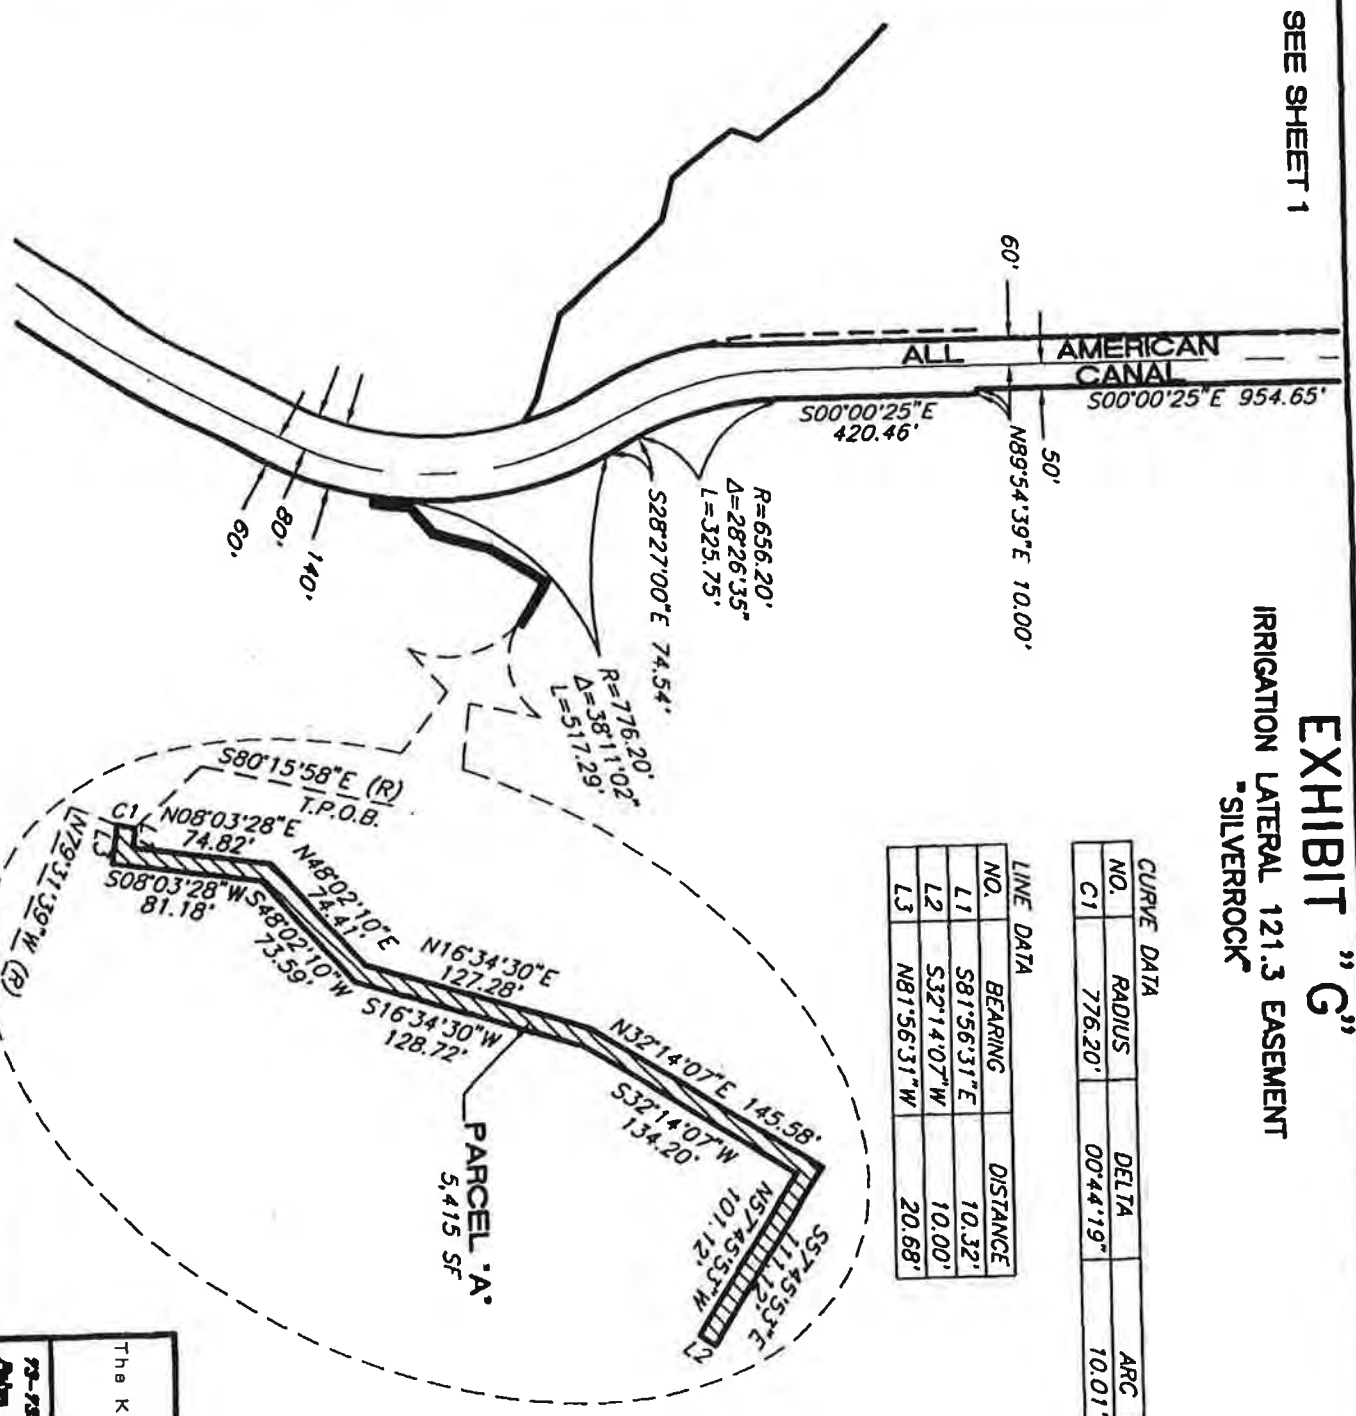 SEE SHEET 1
EXHIBIT "G"
IRRIGATION LATERAL 121.3 EASEMENT
"SILVERROCK"
CURVE DATA
NO. RADIUS DELTA ARC
C1 776.20' 00°44'19" 10.01'
LINE DATA
NO. BEARING DISTANCE
L1 S81°56'31"E 10.32'
L2 S32°14'07"W 10.00'
L3 N81°56'31"W 20.68'
60'
ALL AMERICAN
CANAL
S00°00'25"E 954.65'
S00°00'25"E
420.46'
50'
N89°54'39"E 10.00'
R=656.20'
Δ=28°26'35"
L=325.75'
S28°27'00"E 74.54'
R=776.20'
Δ=38°11'02"
L=517.29'
140'
80'
60'
S80°15'58"E (R)
T.P.O.B.
C1
L3
N79°31'39"W (R)
N08°03'28"E
74.82'
S08°03'28"W
81.18'
N48°02'10"E
74.41'
S48°02'10"W
73.59'
N16°34'30"E
127.28'
S16°34'30"W
128.72'
N32°14'07"E 145.58'
S32°14'07"W
134.20'
S57°45'53"E
111.12'
N57°45'53"W
101.12'
L2
PARCEL "A"
5,415 SF
The K